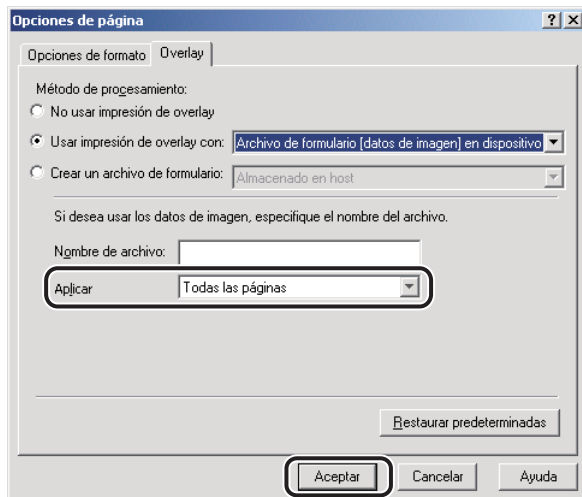 Opciones de página
Opciones de formato Overlay
Método de procesamiento:
No usar impresión de overlay
Usar impresión de overlay con: Archivo de formulario [datos de imagen] en dispositivo
Crear un archivo de formulario: Almacenado en host
Si desea usar los datos de imagen, especifique el nombre del archivo.
Nombre de archivo:
Aplicar Todas las páginas
Restaurar predeterminadas
Aceptar Cancelar Ayuda